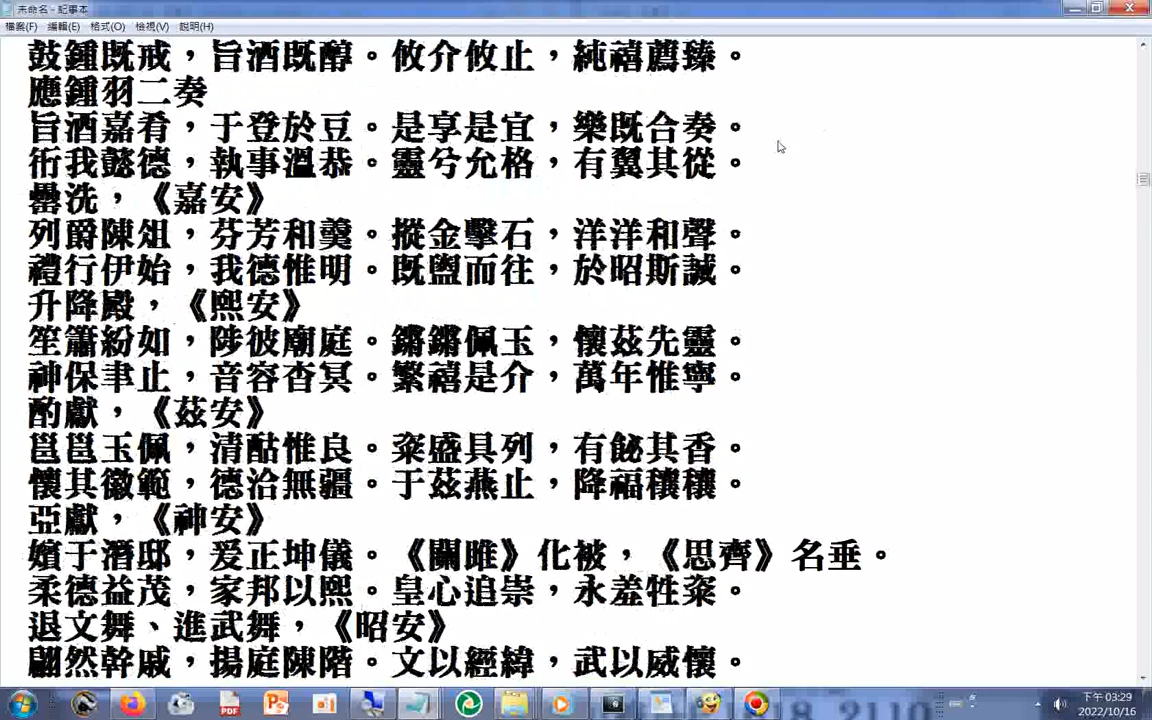 未命名 - 記事本
檔案(F) 編輯(E) 格式(O) 檢視(V) 說明(H)
鼓鍾既戒，旨酒既醇。攸介攸止，純禧薦臻。
應鍾羽二奏
旨酒嘉肴，于登於豆。是享是宜，樂既合奏。
衎我懿德，執事溫恭。靈兮允格，有翼其從。
罍洗，《嘉安》
列爵陳俎，芬芳和羹。摐金擊石，洋洋和聲。
禮行伊始，我德惟明。既盥而往，於昭斯誠。
升降殿，《熙安》
笙簫紛如，陟彼廟庭。鏘鏘佩玉，懷茲先靈。
神保聿止，音容杳冥。繁禧是介，萬年惟寧。
酌獻，《茲安》
邕邕玉佩，清酤惟良。粢盛具列，有飶其香。
懷其徽範，德洽無疆。于茲燕止，降福穰穰。
亞獻，《神安》
嬪于潛邸，爰正坤儀。《關雎》化被，《思齊》名垂。
柔德益茂，家邦以熙。皇心追崇，永羞牲粢。
退文舞、進武舞，《昭安》
翩然幹戚，揚庭陳階。文以經緯，武以威懷。
下午 03:29
2022/10/16